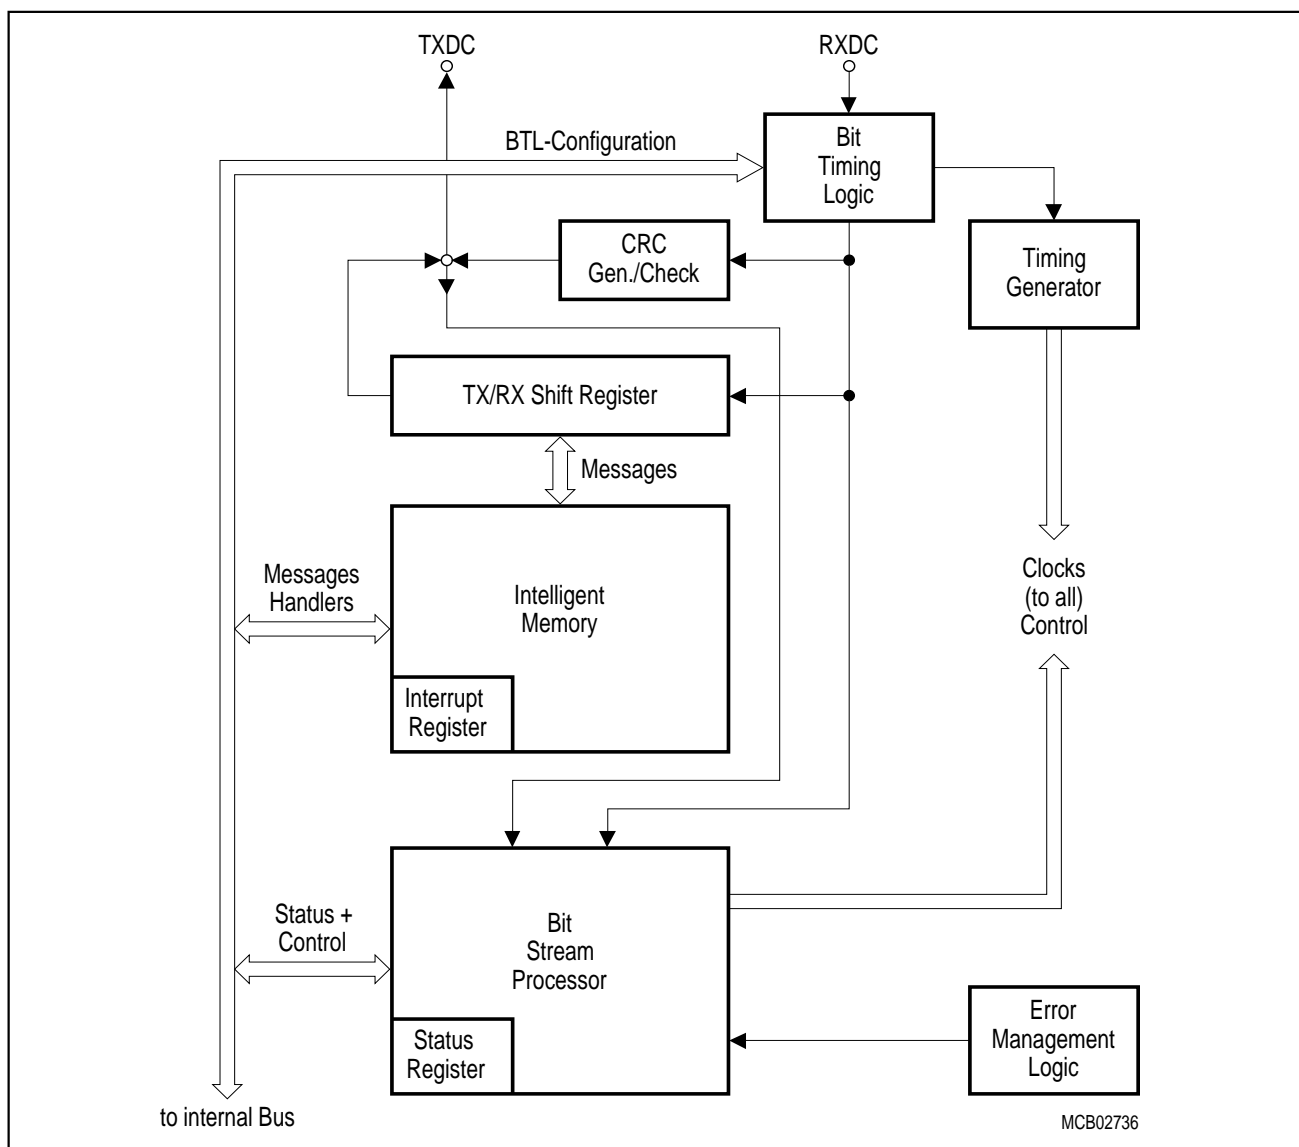 TXDC
RXDC
BTL-Configuration
Bit
Timing
Logic
CRC
Gen./Check
Timing
Generator
TX/RX Shift Register
Messages
Messages
Handlers
Intelligent
Memory
Clocks
(to all)
Control
Interrupt
Register
Status +
Control
Bit
Stream
Processor
Status
Register
Error
Management
Logic
to internal Bus
MCB02736